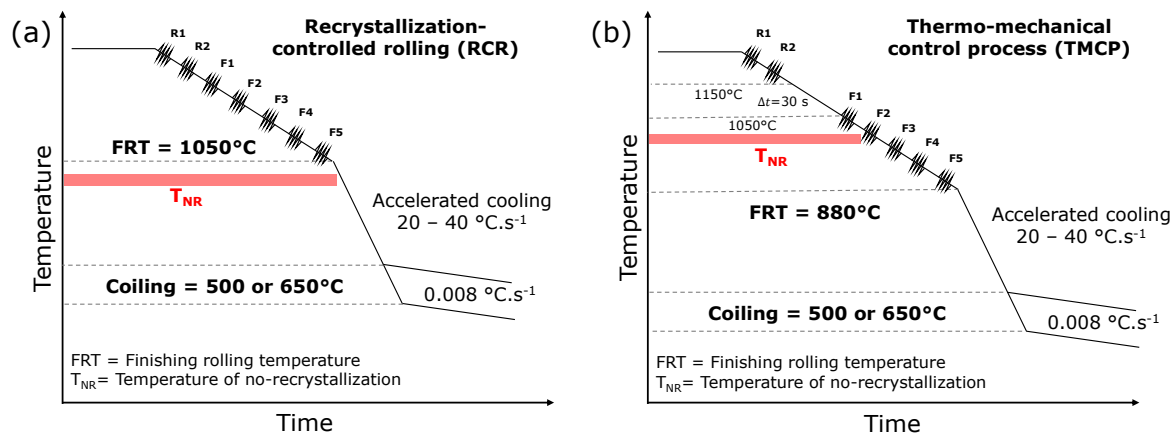 (a)
Recrystallization-
controlled rolling (RCR)
R1
R2
F1
F2
F3
F4
F5
FRT = 1050°C
TNR
Accelerated cooling
20 – 40 °C.s-1
Coiling = 500 or 650°C
0.008 °C.s-1
FRT = Finishing rolling temperature
TNR= Temperature of no-recrystallization
Temperature
Time
(b)
Thermo-mechanical
control process (TMCP)
R1
R2
1150°C
Δt=30 s
F1
1050°C
F2
F3
F4
F5
TNR
FRT = 880°C
Accelerated cooling
20 – 40 °C.s-1
Coiling = 500 or 650°C
0.008 °C.s-1
FRT = Finishing rolling temperature
TNR= Temperature of no-recrystallization
Temperature
Time